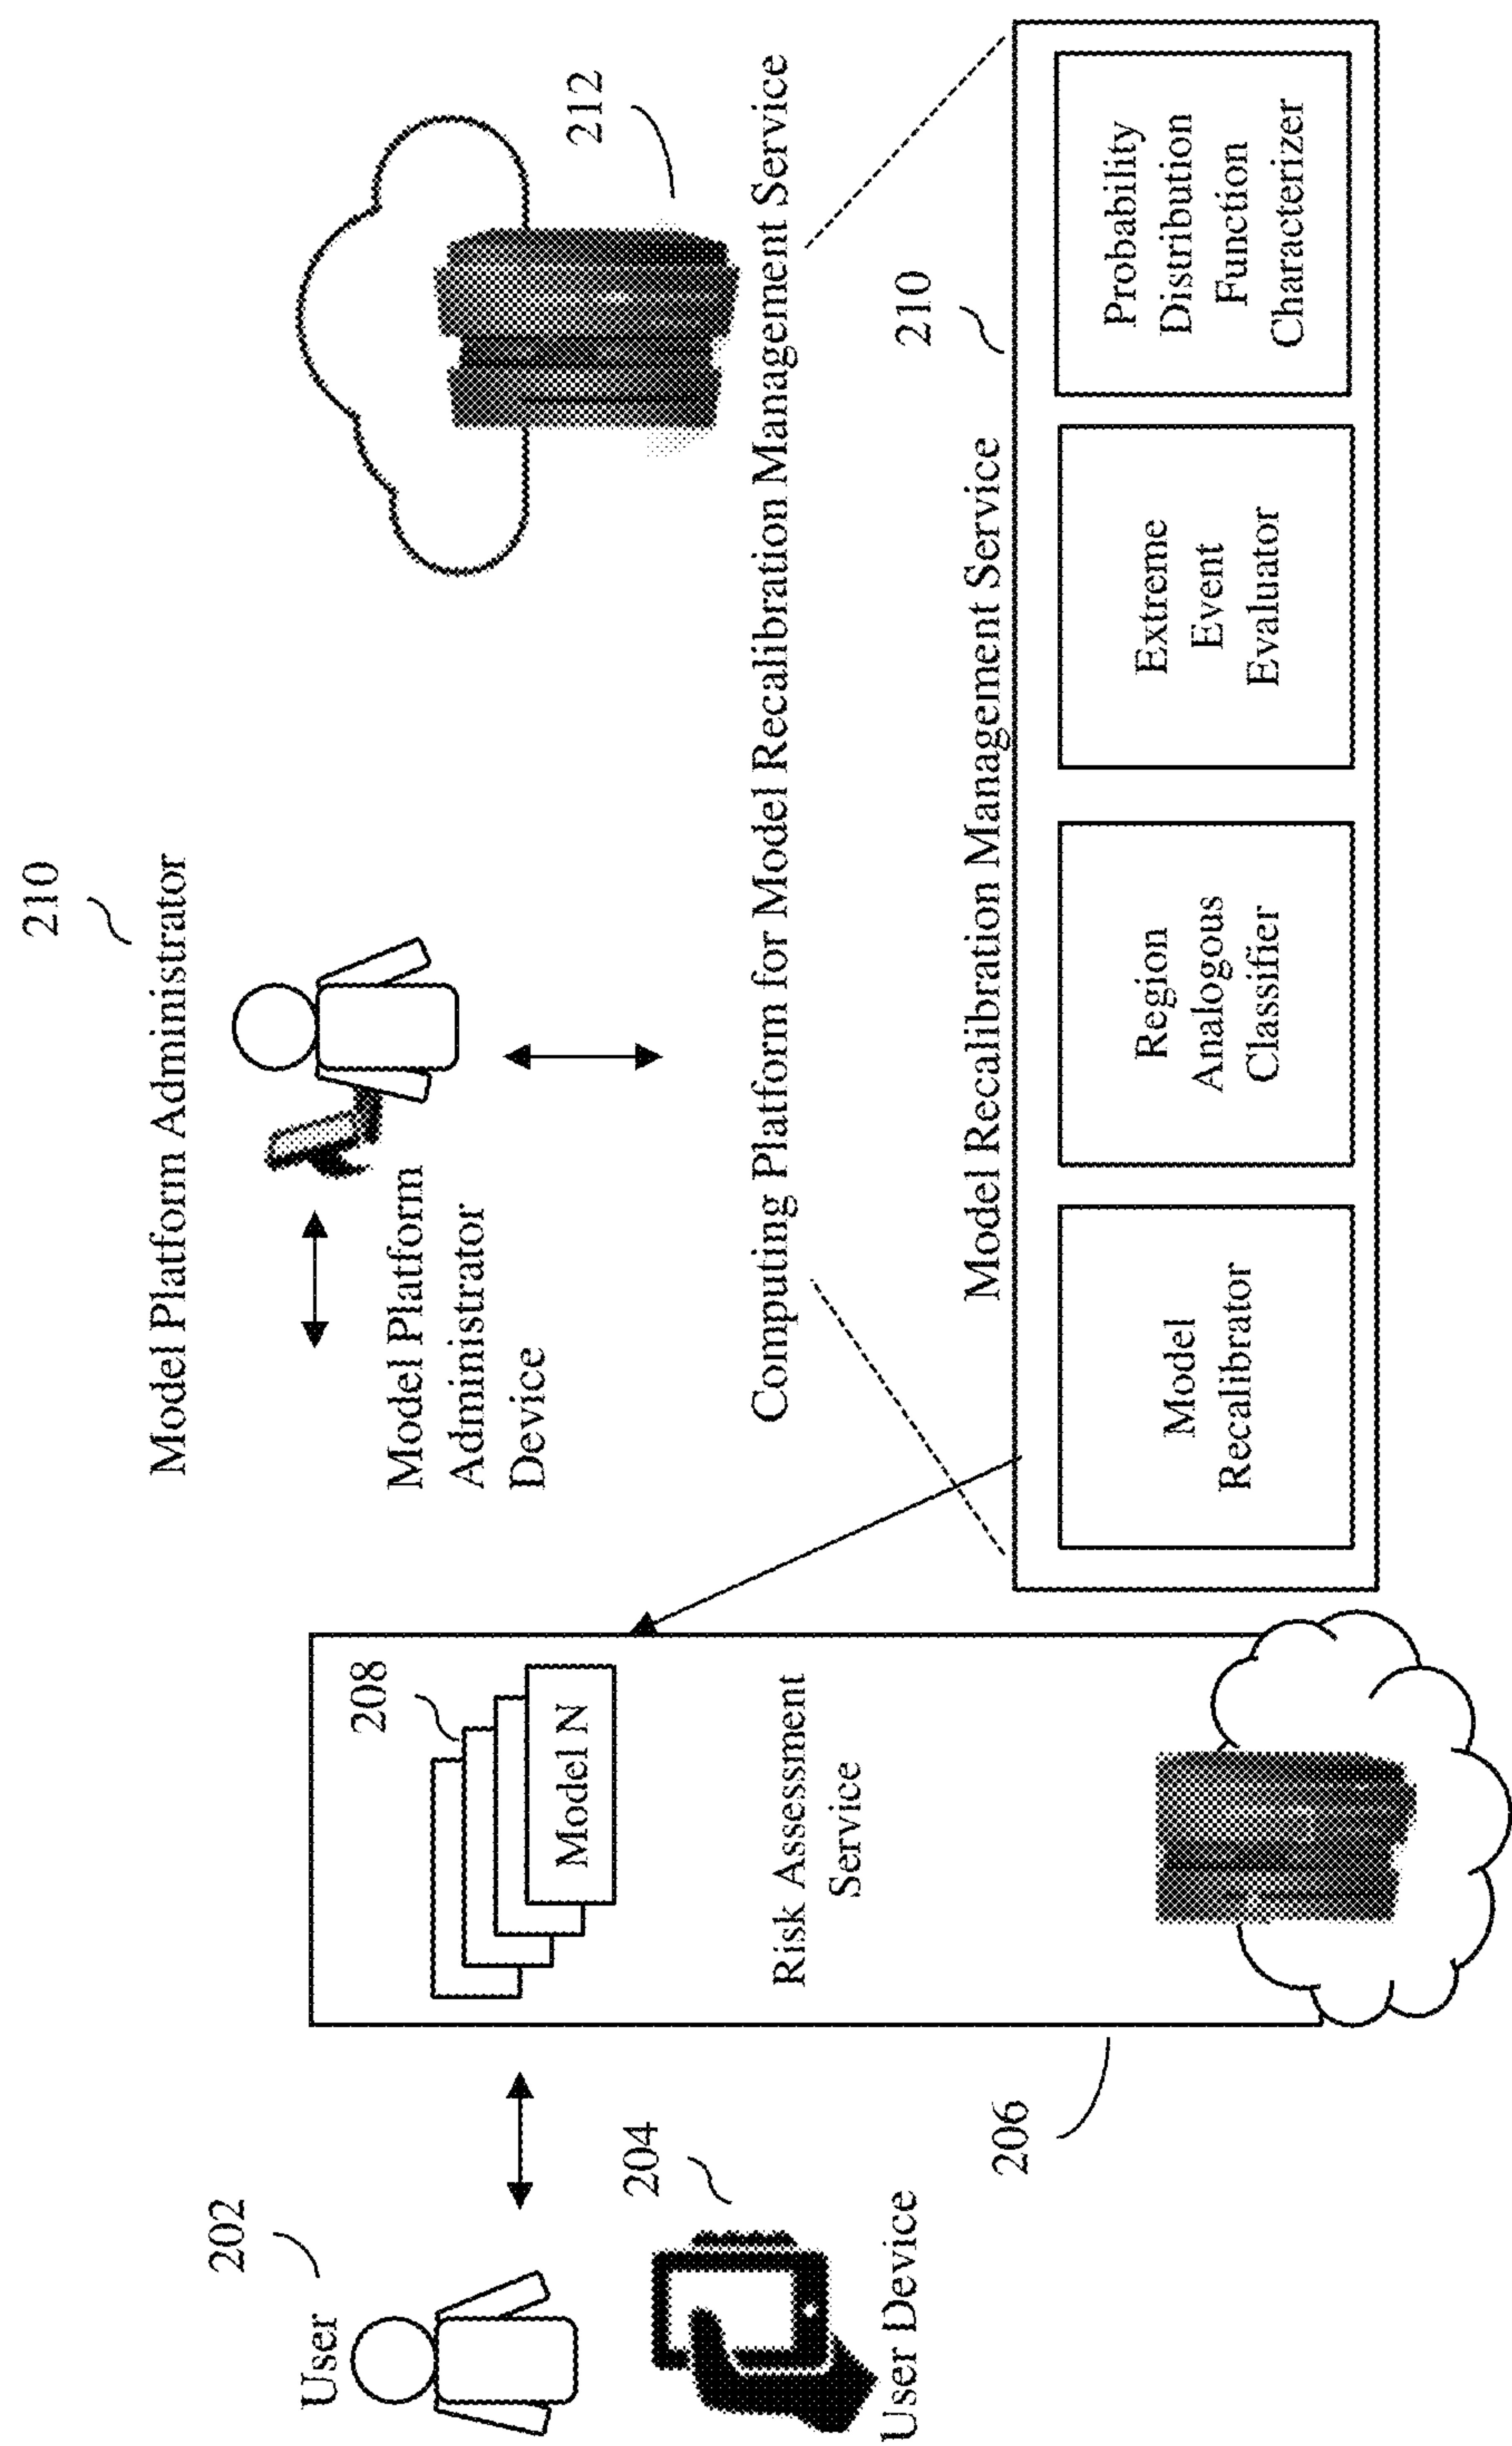 210
Model Platform Administrator
202
User
208
Model N
Model Platform
Administrator
Device
212
204
User Device
Risk Assessment
Service
Computing Platform for Model Recalibration Management Service
206
210
Model Recalibration Management Service
Model
Recalibrator
Region
Analogous
Classifier
Extreme
Event
Evaluator
Probability
Distribution
Function
Characterizer